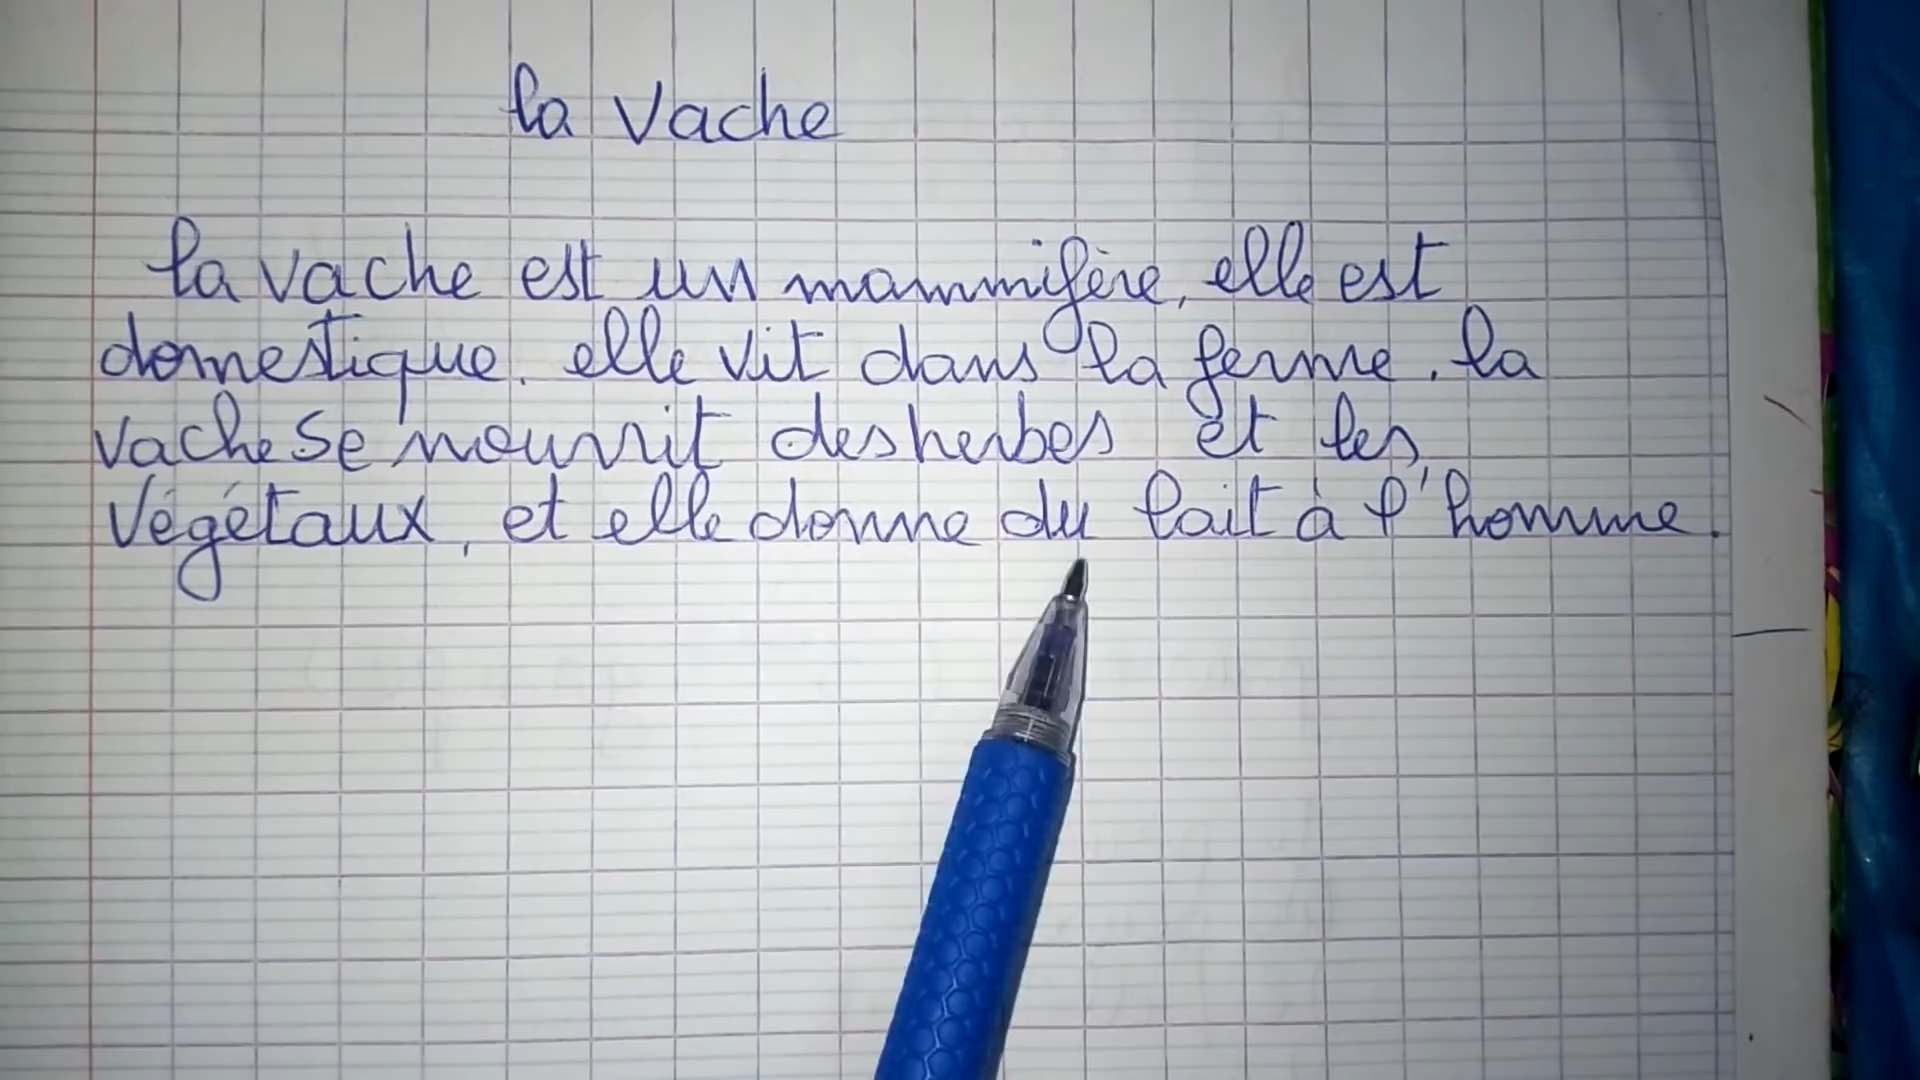 la vache
la vache est un mammifère, elle est
domestique. elle vit dans la ferme. la
vache se nourrit des herbes et les
végétaux, et elle donne du lait à l'homme.